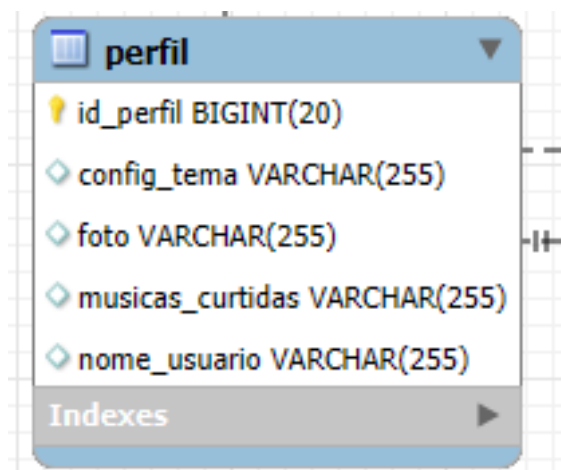 perfil
id_perfil BIGINT(20)
config_tema VARCHAR(255)
foto VARCHAR(255)
musicas_curtidas VARCHAR(255)
nome_usuario VARCHAR(255)
Indexes